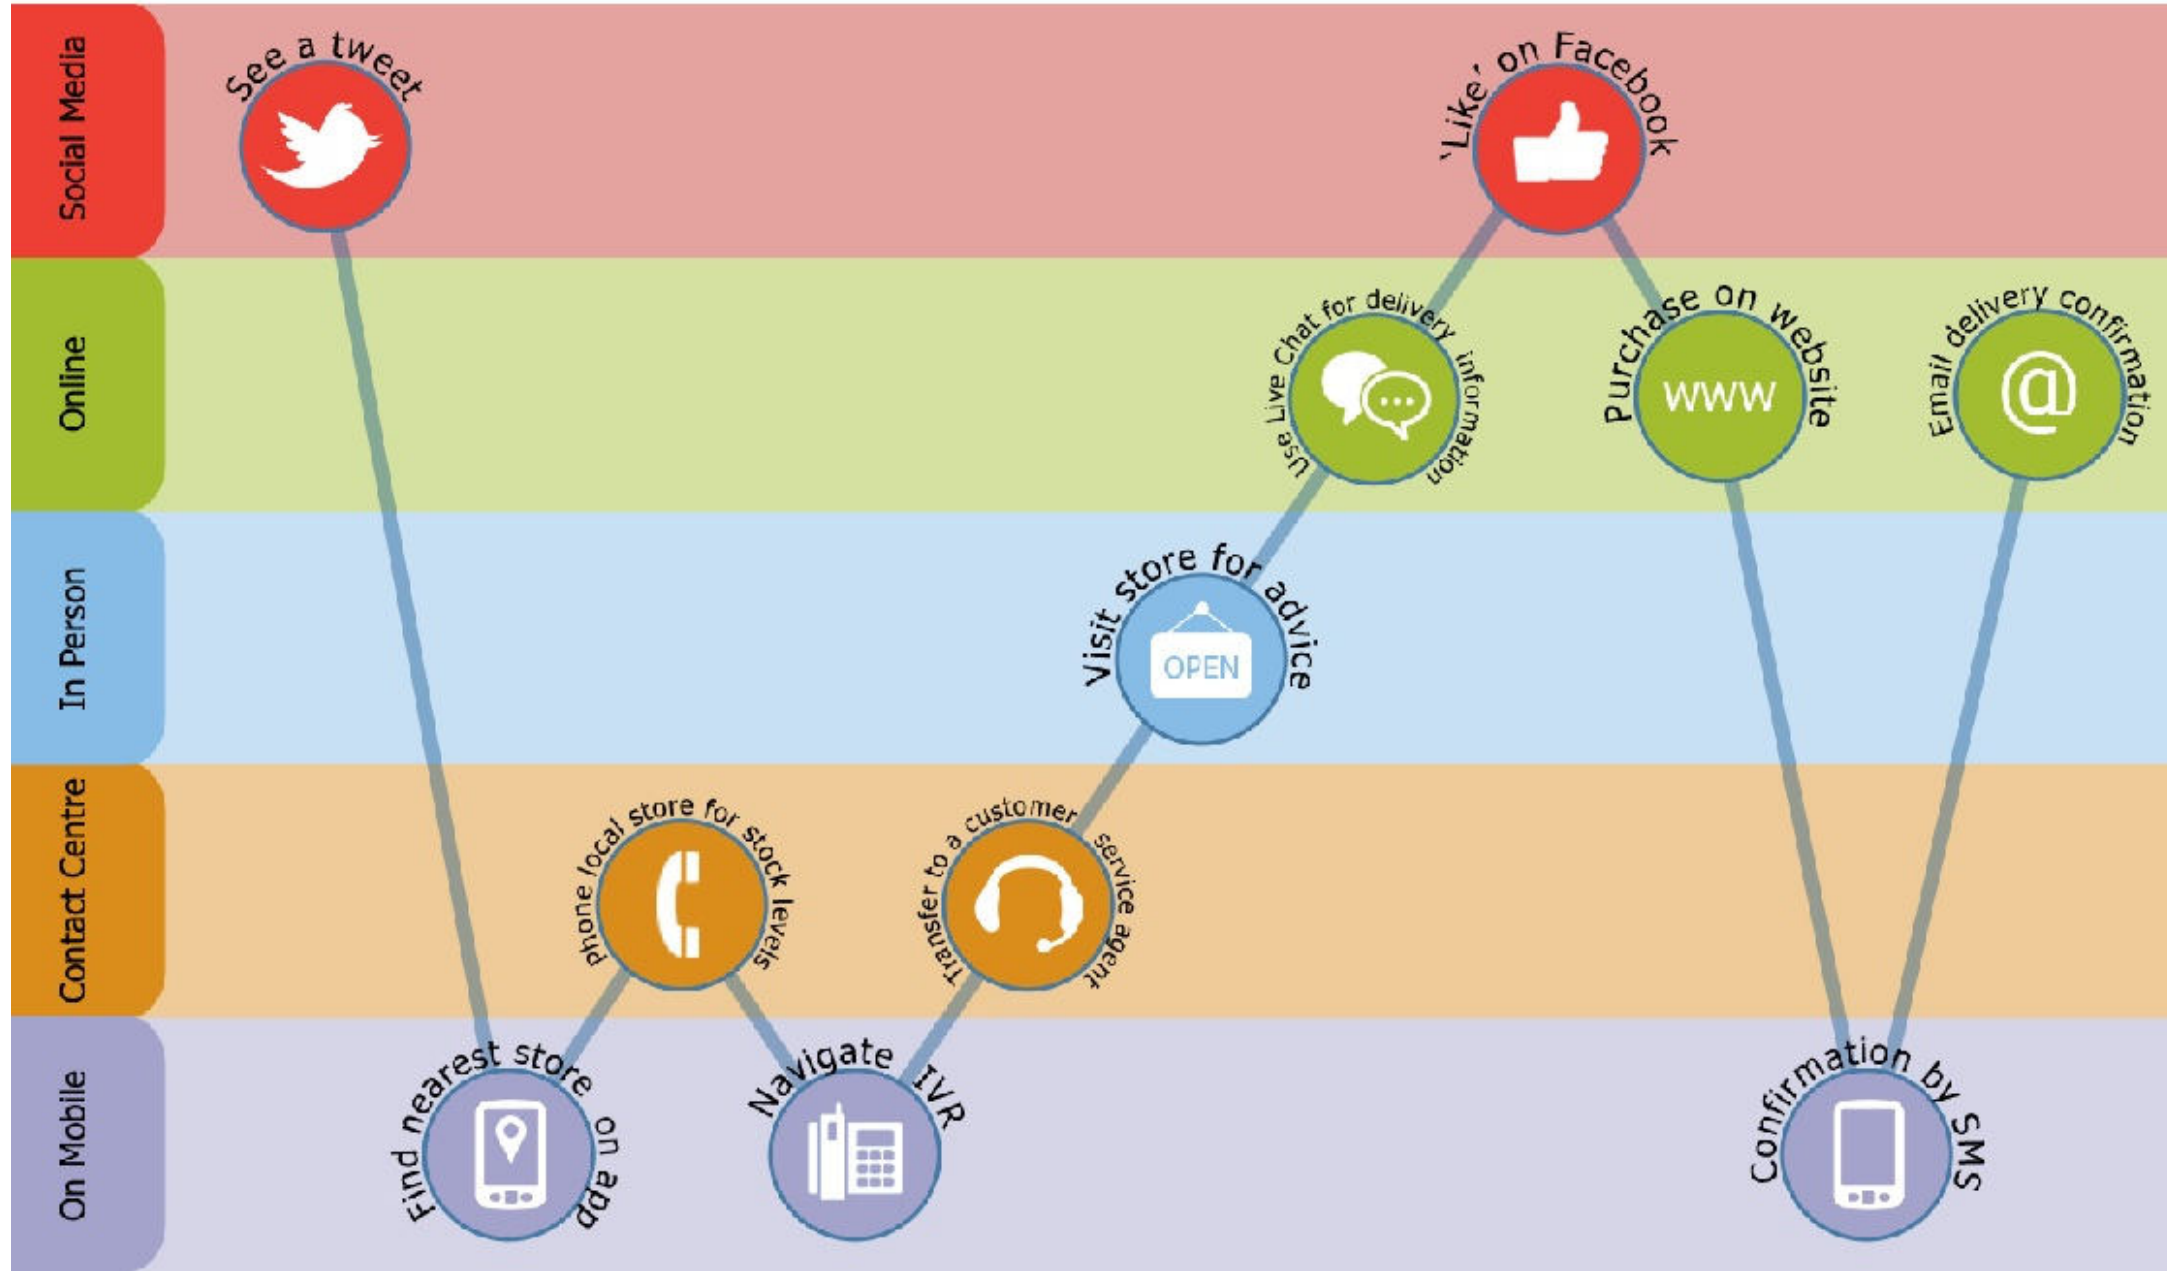 Social Media
See a tweet
‘Like’ on Facebook
Online
Use Live Chat for delivery information
Purchase on website
www
Email delivery confirmation
@
In Person
Visit store for advice
OPEN
Contact Centre
Phone local store for stock levels
Transfer to a customer service agent
On Mobile
Find nearest store on app
Navigate IVR
Confirmation by SMS